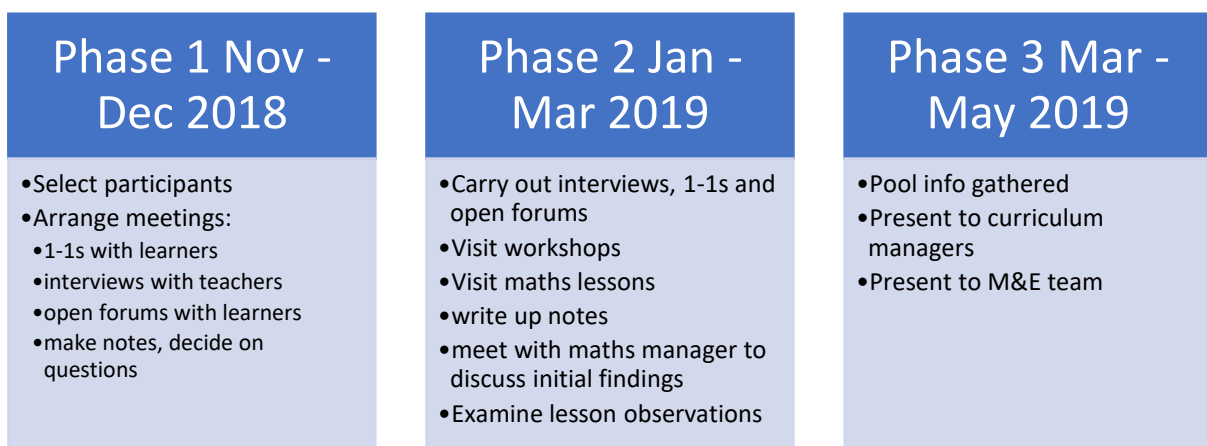 Phase 1 Nov -
Dec 2018
•Select participants
•Arrange meetings:
•1-1s with learners
•interviews with teachers
•open forums with learners
•make notes, decide on
questions
Phase 2 Jan -
Mar 2019
•Carry out interviews, 1-1s and
open forums
•Visit workshops
•Visit maths lessons
•write up notes
•meet with maths manager to
discuss initial findings
•Examine lesson observations
Phase 3 Mar -
May 2019
•Pool info gathered
•Present to curriculum
managers
•Present to M&E team